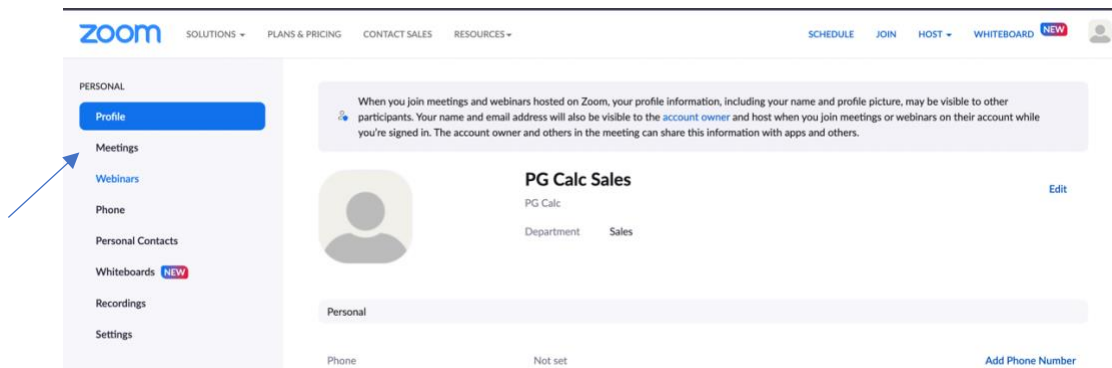 zoom SOLUTIONS PLANS & PRICING CONTACT SALES RESOURCES SCHEDULE JOIN HOST WHITEBOARD NEW
PERSONAL
Profile
Meetings
Webinars
Phone
Personal Contacts
Whiteboards NEW
Recordings
Settings
When you join meetings and webinars hosted on Zoom, your profile information, including your name and profile picture, may be visible to other
participants. Your name and email address will also be visible to the account owner and host when you join meetings or webinars on their account while
you're signed in. The account owner and others in the meeting can share this information with apps and others.
PG Calc Sales
Edit
PG Calc
Department Sales
Personal
Phone Not set Add Phone Number